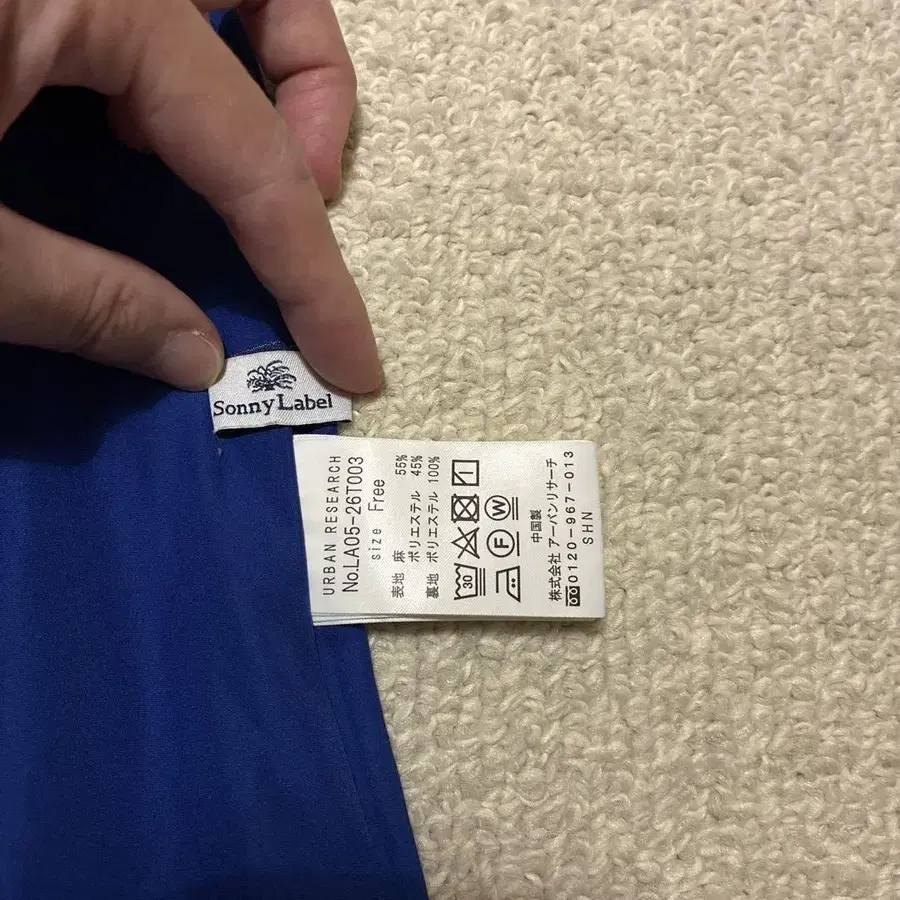 Sonny Label
URBAN RESEARCH
No.LA05-26T003
size Free
表地 麻 55%
ポリエステル 45%
裏地 ポリエステル 100%
30
F W
中国製
株式会社 アーバンリサーチ
0120-967-013
SHN